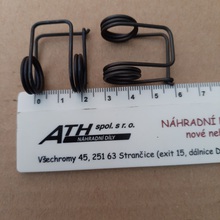 0 1 2 3 4 5 6 7 8
ATH spol. s r. o.
NÁHRADNÍ DÍLY
NÁHRADNÍ
nové ne
Všechromy 45, 251 63 Strančice (exit 15, dálnice D